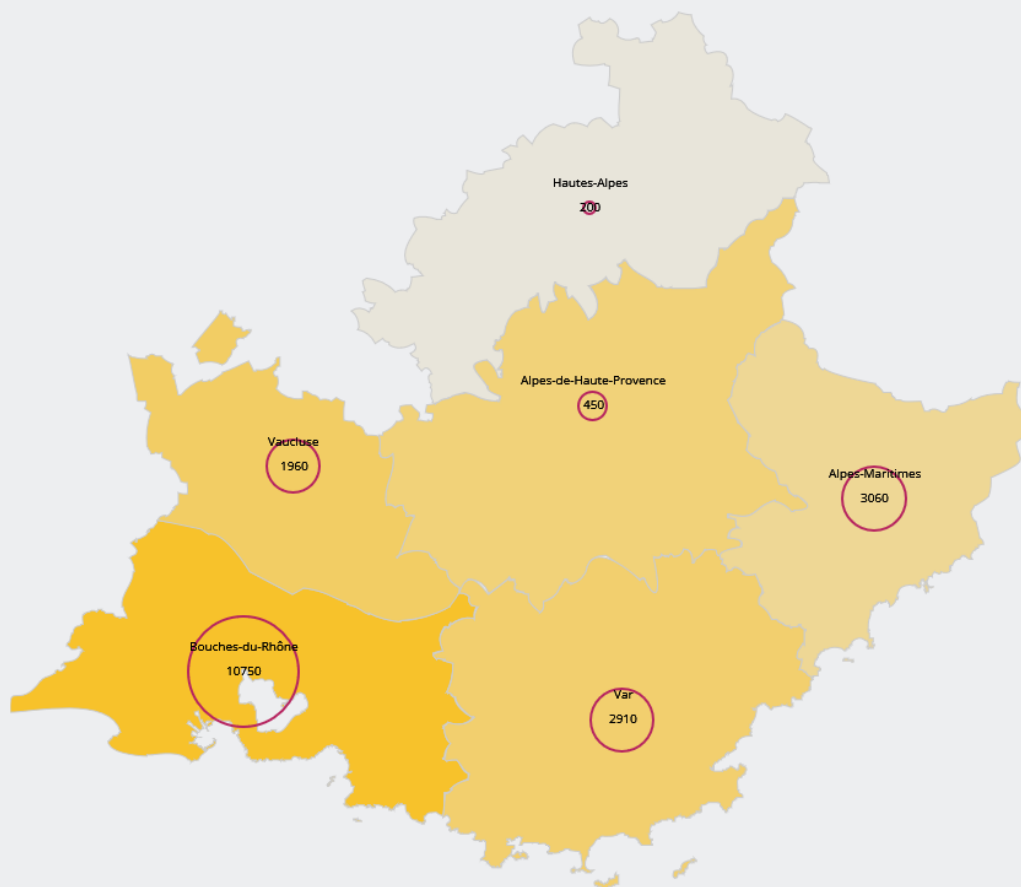 Hautes-Alpes
200
Alpes-de-Haute-Provence
450
Vaucluse
1960
Alpes-Maritimes
3060
Bouches-du-Rhône
10750
Var
2910